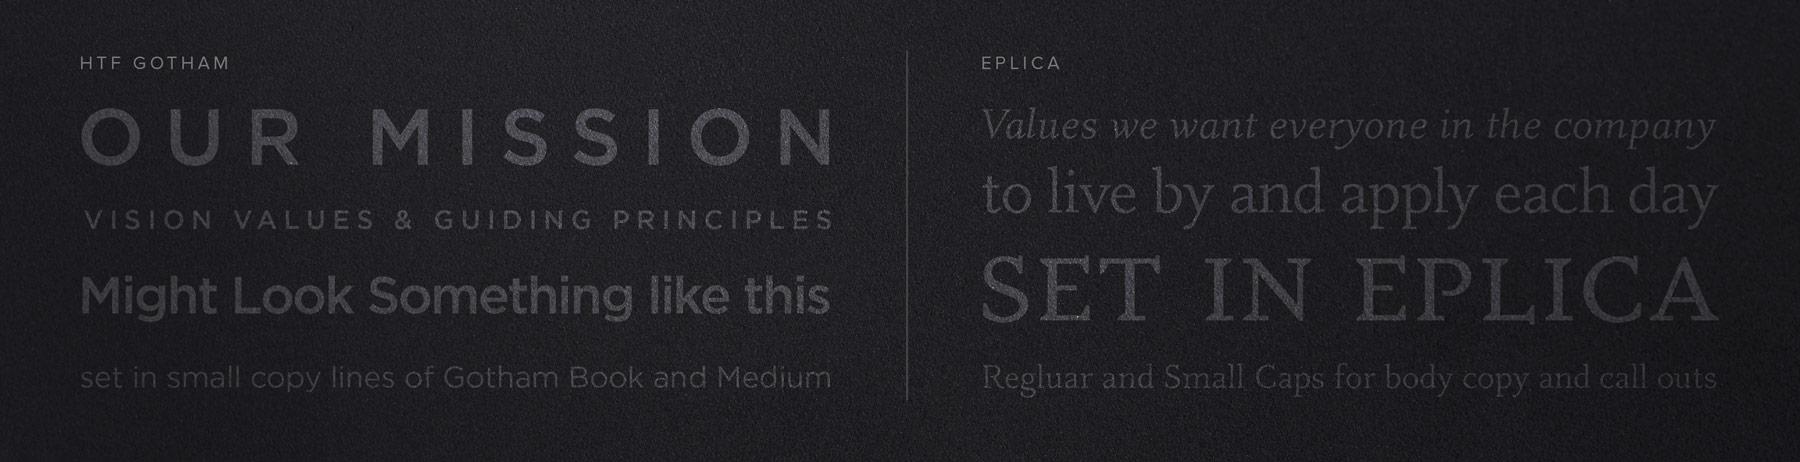 HTF GOTHAM
OUR MISSION
VISION VALUES & GUIDING PRINCIPLES
Might Look Something like this
set in small copy lines of Gotham Book and Medium
EPLICA
Values we want everyone in the company
to live by and apply each day
SET IN EPLICA
Regluar and Small Caps for body copy and call outs